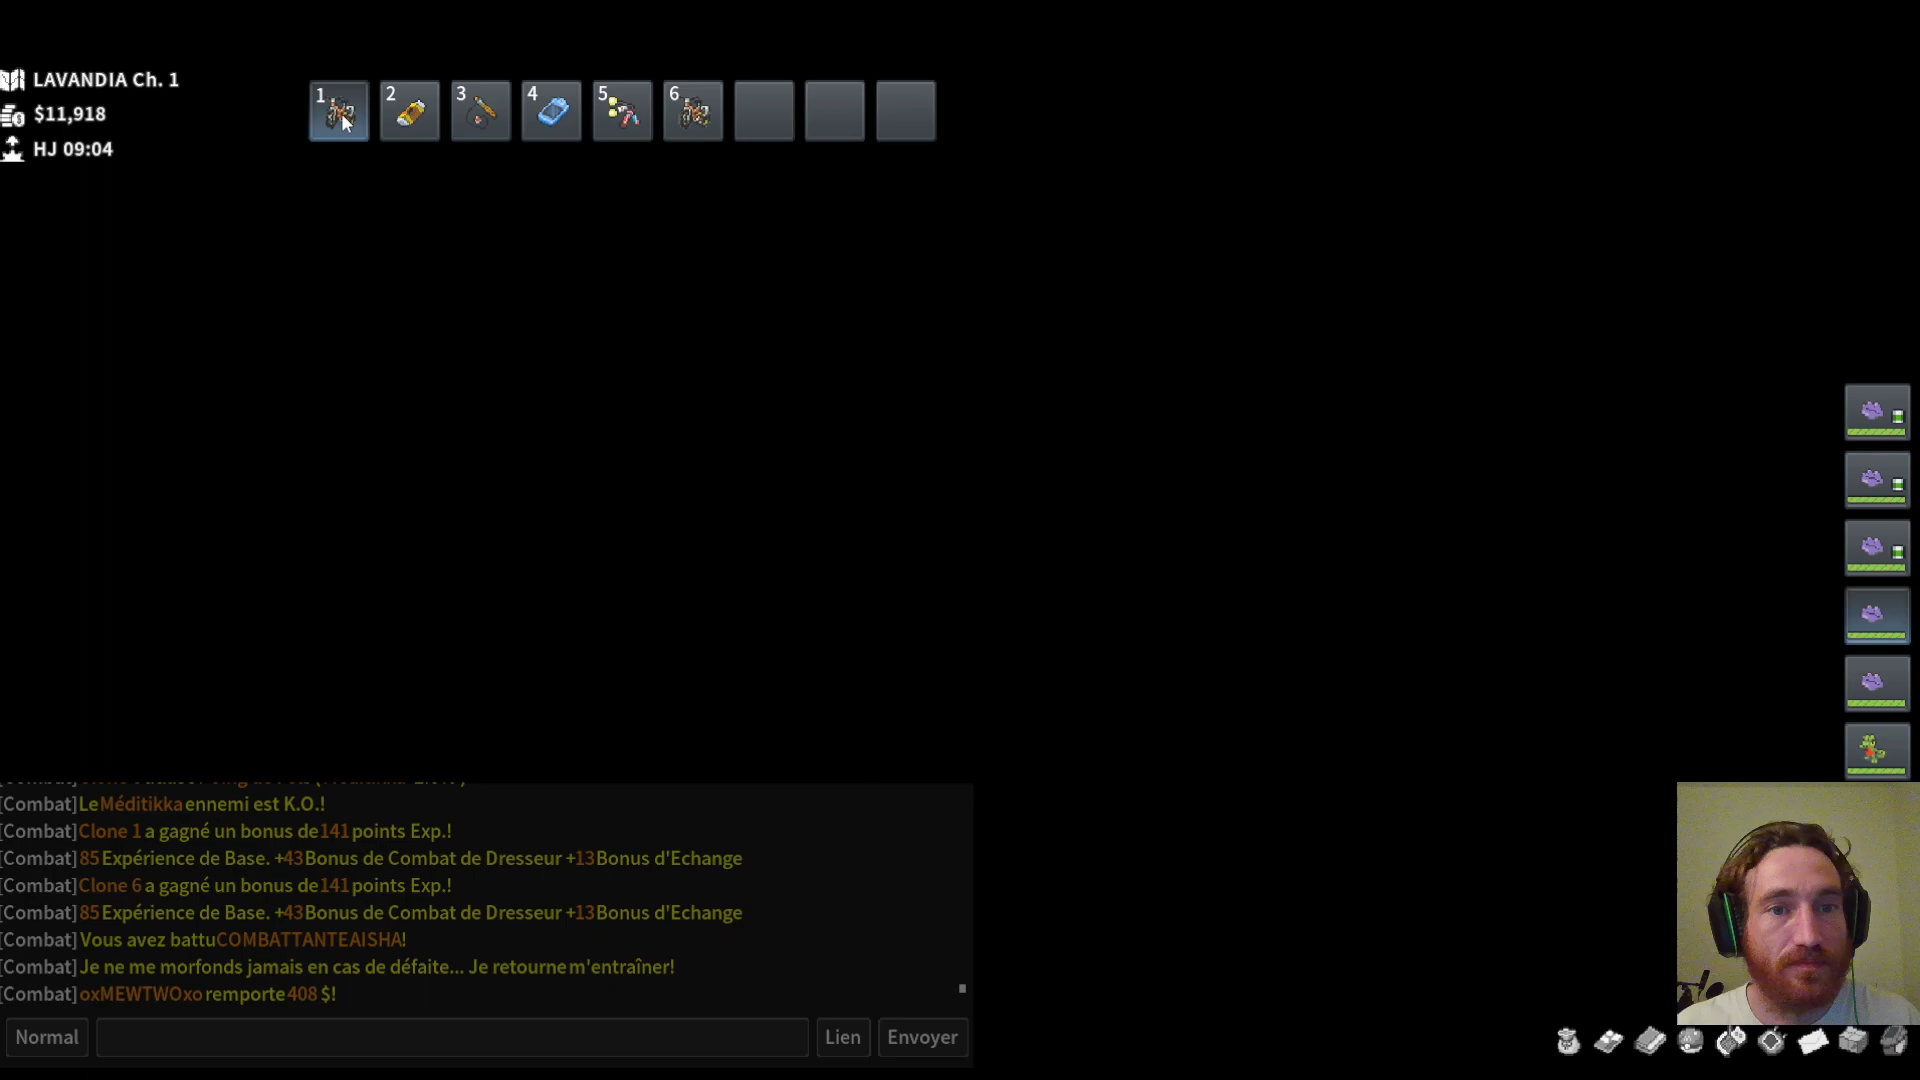 LAVANDIA Ch. 1
$11,918
HJ 09:04
1 2 3 4 5 6
[Combat]Le Méditikka ennemi est K.O.!
[Combat]Clone 1 a gagné un bonus de 141 points Exp.!
[Combat]85 Expérience de Base. +43 Bonus de Combat de Dresseur +13 Bonus d'Echange
[Combat]Clone 6 a gagné un bonus de 141 points Exp.!
[Combat]85 Expérience de Base. +43 Bonus de Combat de Dresseur +13 Bonus d'Echange
[Combat]Vous avez battu COMBATTANTE AISHA!
[Combat]Je ne me morfonds jamais en cas de défaite... Je retourne m'entraîner!
[Combat]oxMEWTWOxo remporte 408 $!
Normal Lien Envoyer